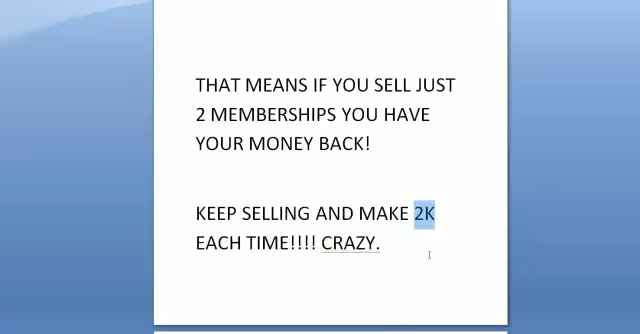 THAT MEANS IF YOU SELL JUST
2 MEMBERSHIPS YOU HAVE
YOUR MONEY BACK!
KEEP SELLING AND MAKE 2K
EACH TIME!!!! CRAZY.